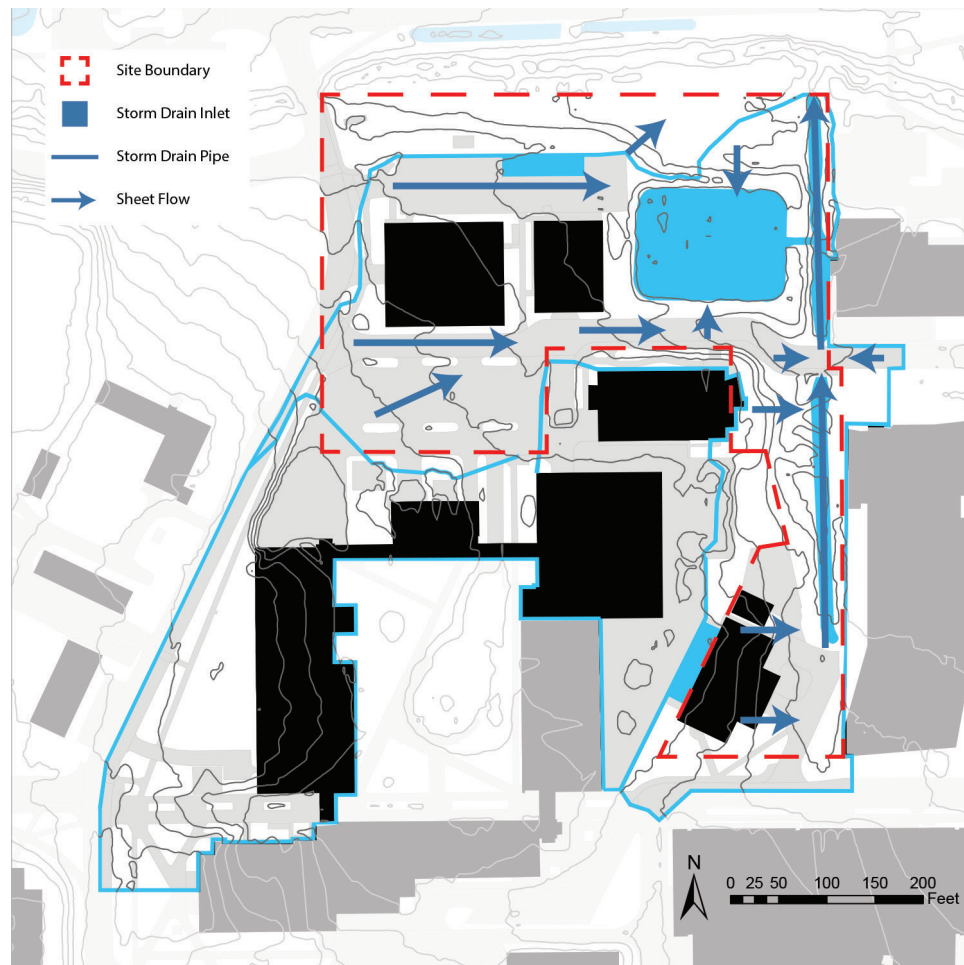 Site Boundary
Storm Drain Inlet
Storm Drain Pipe
Sheet Flow
N
0 25 50 100 150 200
Feet